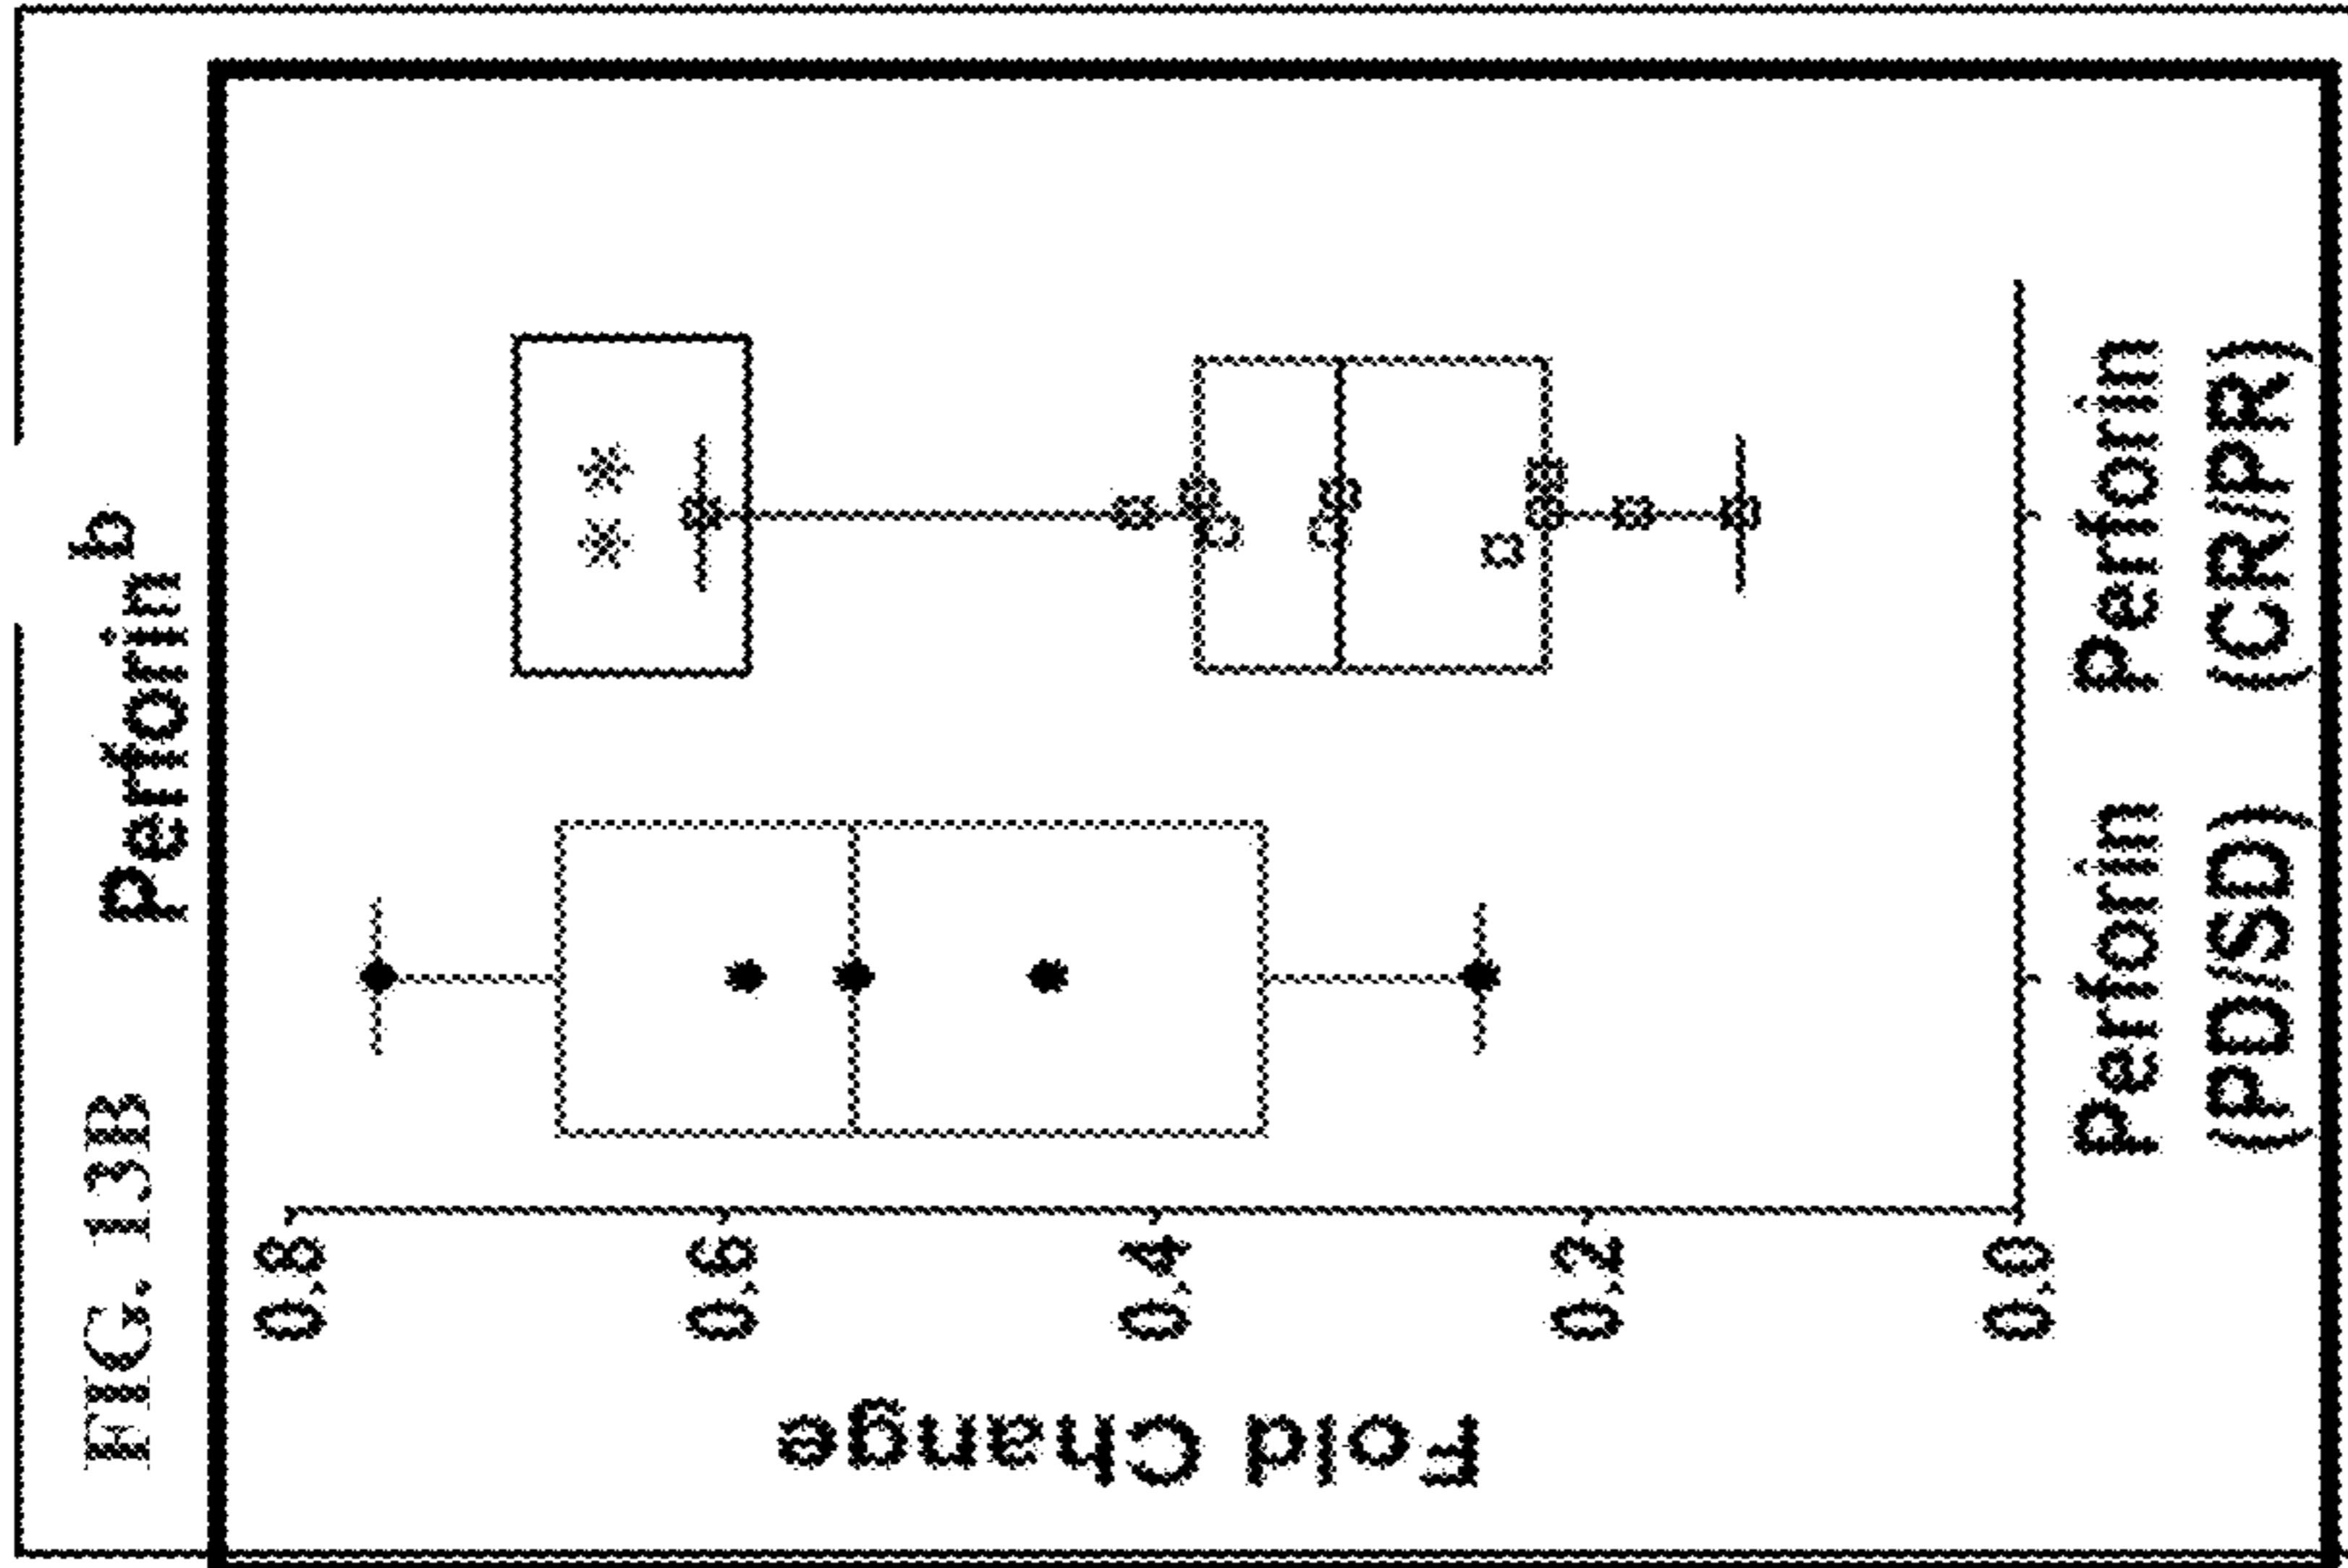 FIG. 13B
Perforin b
Fold Change
0.8
0.6
0.4
0.2
0.0
**
Perforin Perforin
(PD/SD) (CR/PR)